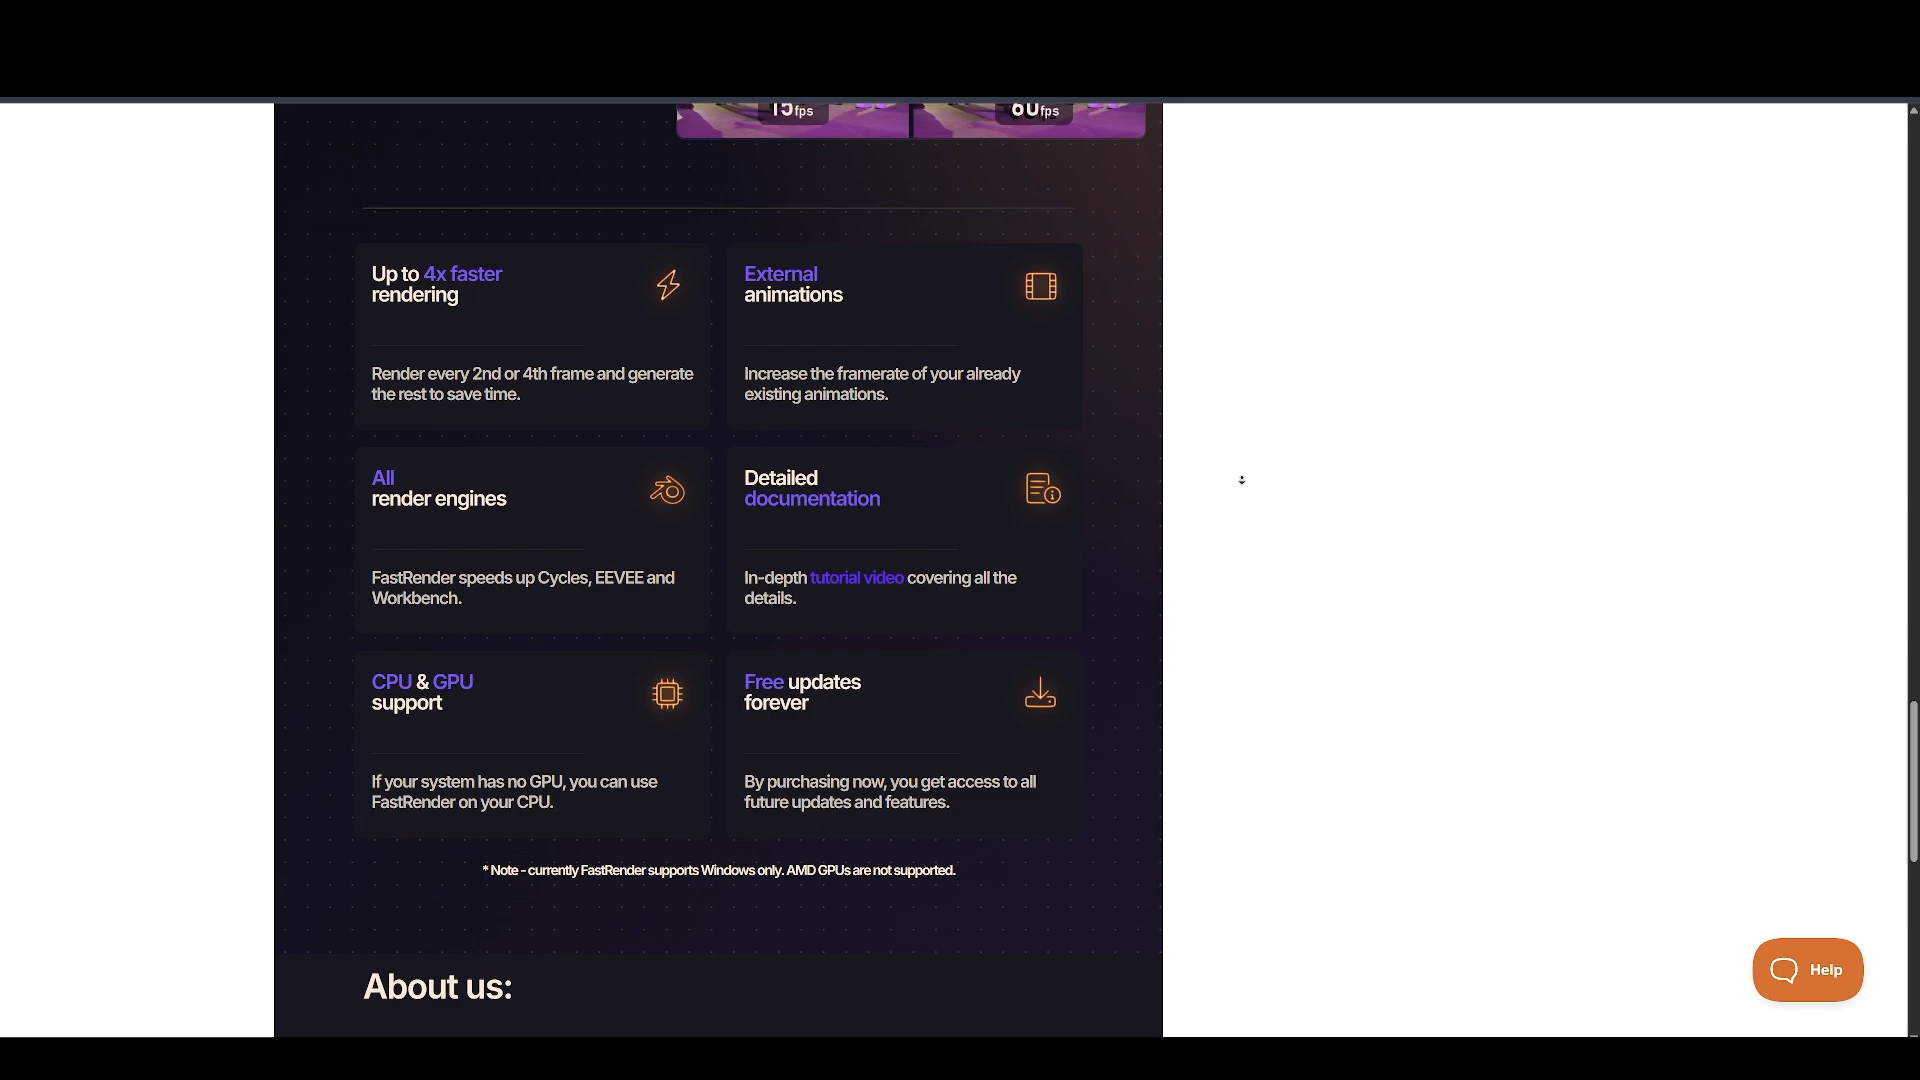 15fps
60fps
Up to 4x faster
rendering
Render every 2nd or 4th frame and generate
the rest to save time.
External
animations
Increase the framerate of your already
existing animations.
All
render engines
FastRender speeds up Cycles, EEVEE and
Workbench.
Detailed
documentation
In-depth tutorial video covering all the
details.
CPU & GPU
support
If your system has no GPU, you can use
FastRender on your CPU.
Free updates
forever
By purchasing now, you get access to all
future updates and features.
* Note - currently FastRender supports Windows only. AMD GPUs are not supported.
About us:
Help